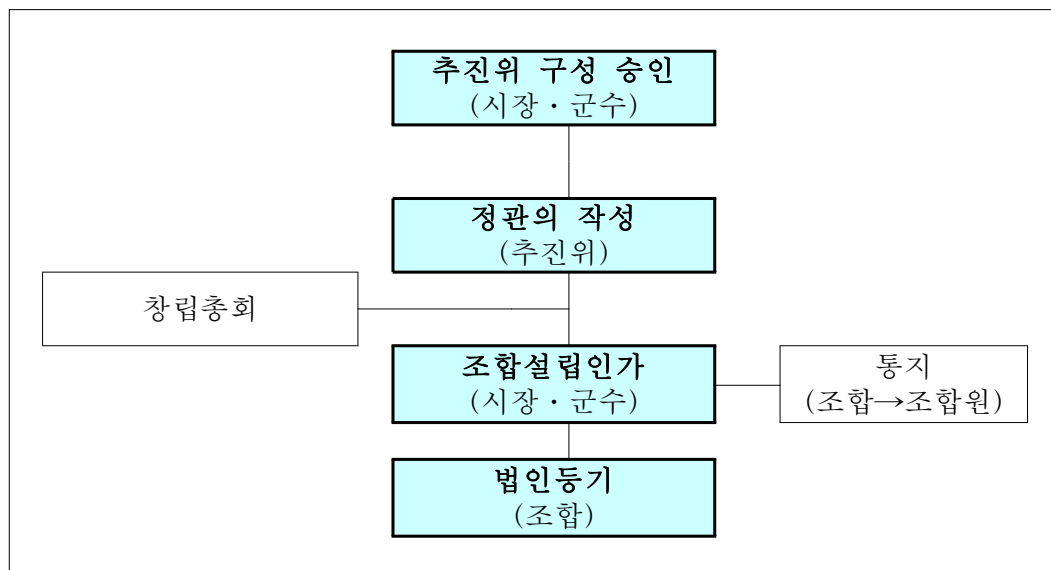 추진위 구성 승인
(시장・군수)
정관의 작성
(추진위)
창립총회
조합설립인가
(시장・군수)
통지
(조합→조합원)
법인등기
(조합)